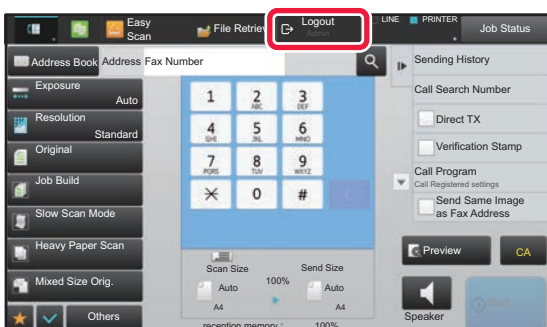 Easy
Scan
File Retrie
Logout
Admin
LINE
PRINTER
Job Status
Address Book
Address
Fax Number
Sending History
Exposure
Auto
Call Search Number
Resolution
Standard
Direct TX
Original
Verification Stamp
Job Build
Call Program
Call Registered settings
Slow Scan Mode
Send Same Image
as Fax Address
Heavy Paper Scan
Preview
CA
Mixed Size Orig.
Others
1
2
ABC
3
DEF
4
GHI
5
JKL
6
MNO
7
PQRS
8
TUV
9
WXYZ
0
#
C
Scan Size
Send Size
Auto
100%
Auto
A4
A4
reception memory :
100%
Speaker
Start